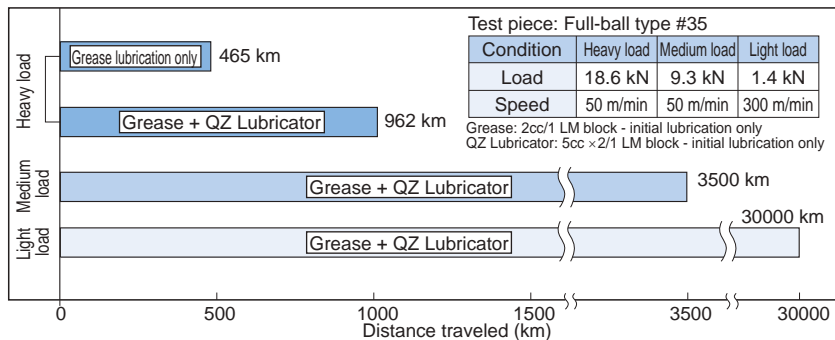 Test piece: Full-ball type #35
Condition Heavy load Medium load Light load
Load 18.6 kN 9.3 kN 1.4 kN
Speed 50 m/min 50 m/min 300 m/min
Grease: 2cc/1 LM block - initial lubrication only
QZ Lubricator: 5cc ×2/1 LM block - initial lubrication only
Heavy load
Grease lubrication only 465 km
Grease + QZ Lubricator 962 km
Medium
load
Grease + QZ Lubricator 3500 km
Light
load
Grease + QZ Lubricator 30000 km
0 500 1000 1500 3500 30000
Distance traveled (km)